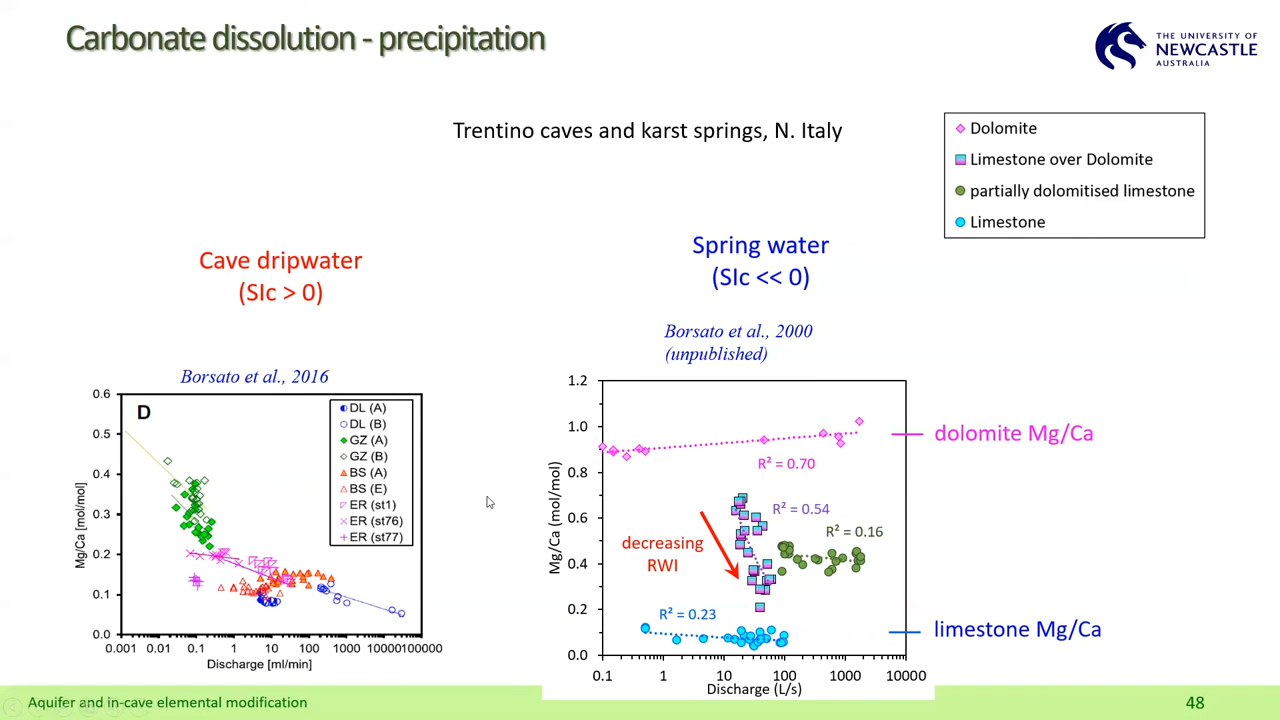 Carbonate dissolution - precipitation
THE UNIVERSITY OF
NEWCASTLE
AUSTRALIA
Trentino caves and karst springs, N. Italy
Dolomite
Limestone over Dolomite
partially dolomitised limestone
Limestone
Cave dripwater
(SIc > 0)
Spring water
(SIc << 0)
Borsato et al., 2016
Borsato et al., 2000
(unpublished)
D
DL (A)
DL (B)
GZ (A)
GZ (B)
BS (A)
BS (E)
ER (st1)
ER (st76)
ER (st77)
Mg/Ca [mol/mol]
0.6
0.5
0.4
0.3
0.2
0.1
0.0
0.001 0.01 0.1 1 10 100 1000 10000 100000
Discharge [ml/min]
Mg/Ca (mol/mol)
1.2
1.0
0.8
0.6
0.4
0.2
0.0
R² = 0.70
R² = 0.54
R² = 0.16
R² = 0.23
decreasing
RWI
0.1 1 10 100 1000 10000
Discharge (L/s)
dolomite Mg/Ca
limestone Mg/Ca
Aquifer and in-cave elemental modification
48